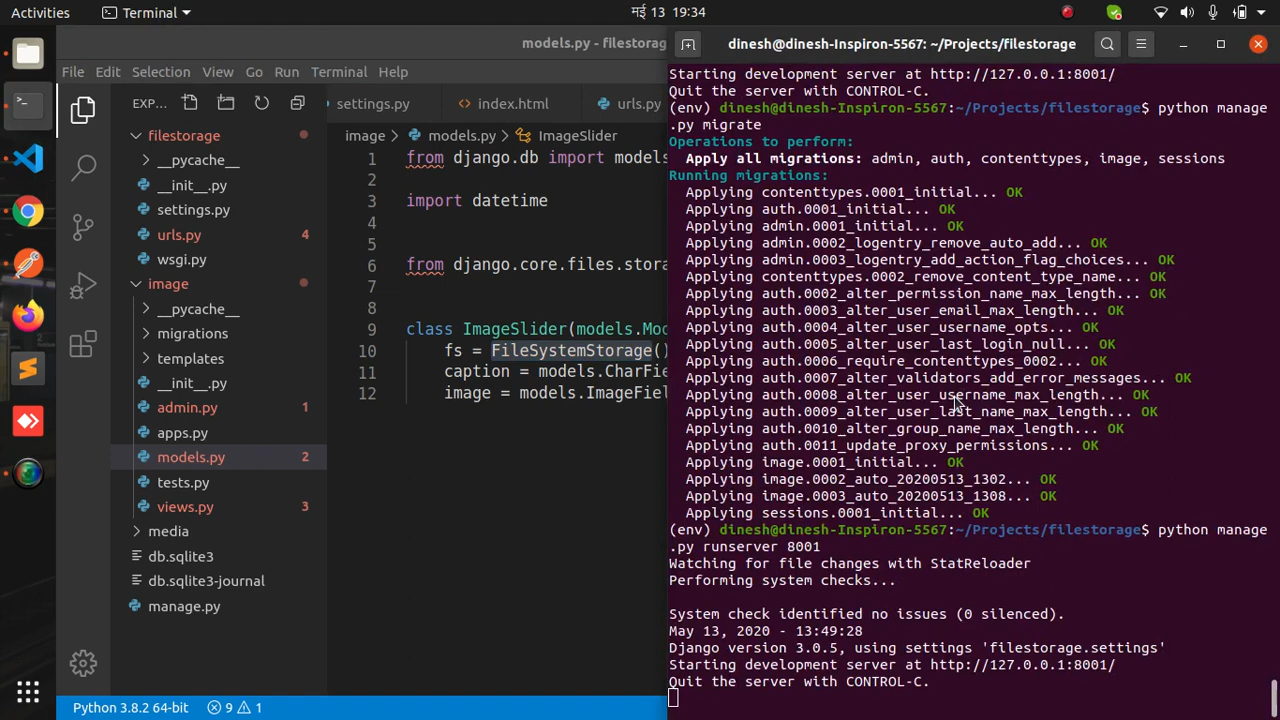 Activities
Terminal
मई 13 19:34
models.py - filestorag
File Edit Selection View Go Run Terminal Help
EXP...
settings.py
index.html
urls.py
filestorage
__pycache__
__init__.py
settings.py
urls.py 4
wsgi.py
image
__pycache__
migrations
templates
__init__.py
admin.py 1
apps.py
models.py 2
tests.py
views.py 3
media
db.sqlite3
db.sqlite3-journal
manage.py
image > models.py > ImageSlider
1 from django.db import models
2
3 import datetime
4
5
6 from django.core.files.stora
7
8
9 class ImageSlider(models.Mod
10 fs = FileSystemStorage()
11 caption = models.CharFie
12 image = models.ImageFiel
Python 3.8.2 64-bit 9 1
dinesh@dinesh-Inspiron-5567: ~/Projects/filestorage
Starting development server at http://127.0.0.1:8001/
Quit the server with CONTROL-C.
(env) dinesh@dinesh-Inspiron-5567:~/Projects/filestorage$ python manage
.py migrate
Operations to perform:
Apply all migrations: admin, auth, contenttypes, image, sessions
Running migrations:
Applying contenttypes.0001_initial... OK
Applying auth.0001_initial... OK
Applying admin.0001_initial... OK
Applying admin.0002_logentry_remove_auto_add... OK
Applying admin.0003_logentry_add_action_flag_choices... OK
Applying contenttypes.0002_remove_content_type_name... OK
Applying auth.0002_alter_permission_name_max_length... OK
Applying auth.0003_alter_user_email_max_length... OK
Applying auth.0004_alter_user_username_opts... OK
Applying auth.0005_alter_user_last_login_null... OK
Applying auth.0006_require_contenttypes_0002... OK
Applying auth.0007_alter_validators_add_error_messages... OK
Applying auth.0008_alter_user_username_max_length... OK
Applying auth.0009_alter_user_last_name_max_length... OK
Applying auth.0010_alter_group_name_max_length... OK
Applying auth.0011_update_proxy_permissions... OK
Applying image.0001_initial... OK
Applying image.0002_auto_20200513_1302... OK
Applying image.0003_auto_20200513_1308... OK
Applying sessions.0001_initial... OK
(env) dinesh@dinesh-Inspiron-5567:~/Projects/filestorage$ python manage
.py runserver 8001
Watching for file changes with StatReloader
Performing system checks...
System check identified no issues (0 silenced).
May 13, 2020 - 13:49:28
Django version 3.0.5, using settings 'filestorage.settings'
Starting development server at http://127.0.0.1:8001/
Quit the server with CONTROL-C.